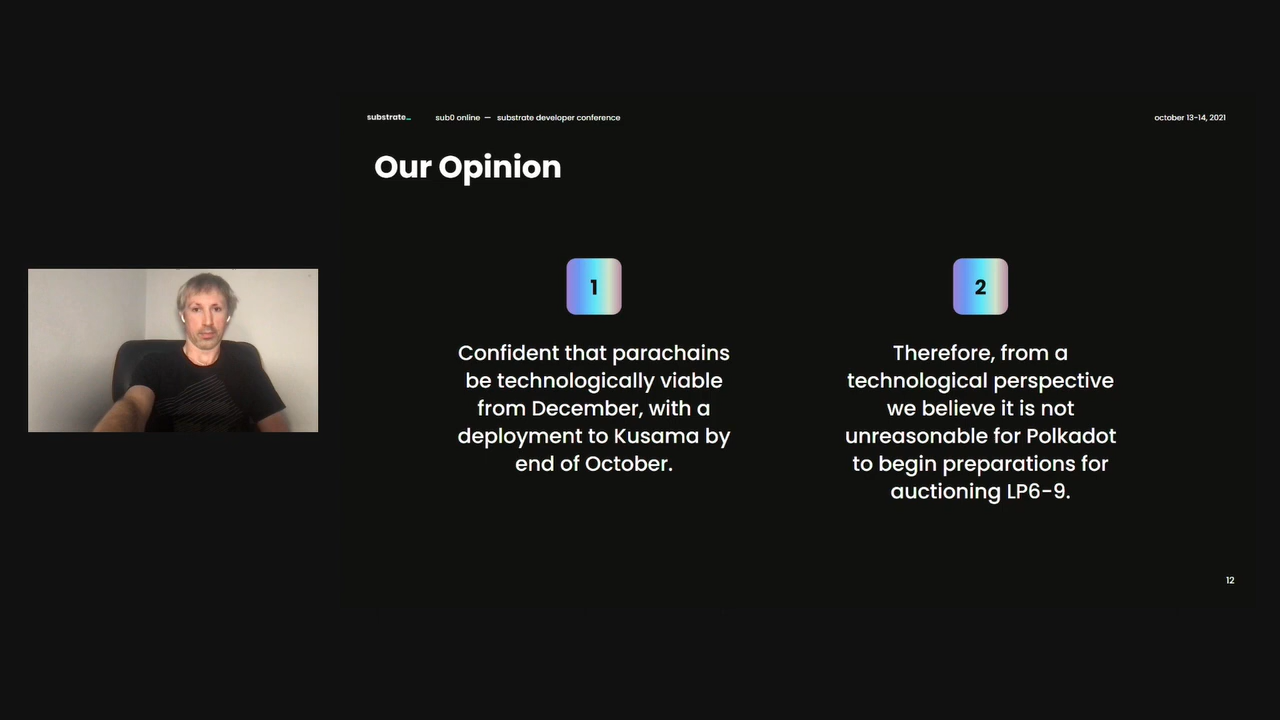 substrate_ sub0 online — substrate developer conference october 13-14, 2021
Our Opinion
1
Confident that parachains
be technologically viable
from December, with a
deployment to Kusama by
end of October.
2
Therefore, from a
technological perspective
we believe it is not
unreasonable for Polkadot
to begin preparations for
auctioning LP6-9.
12